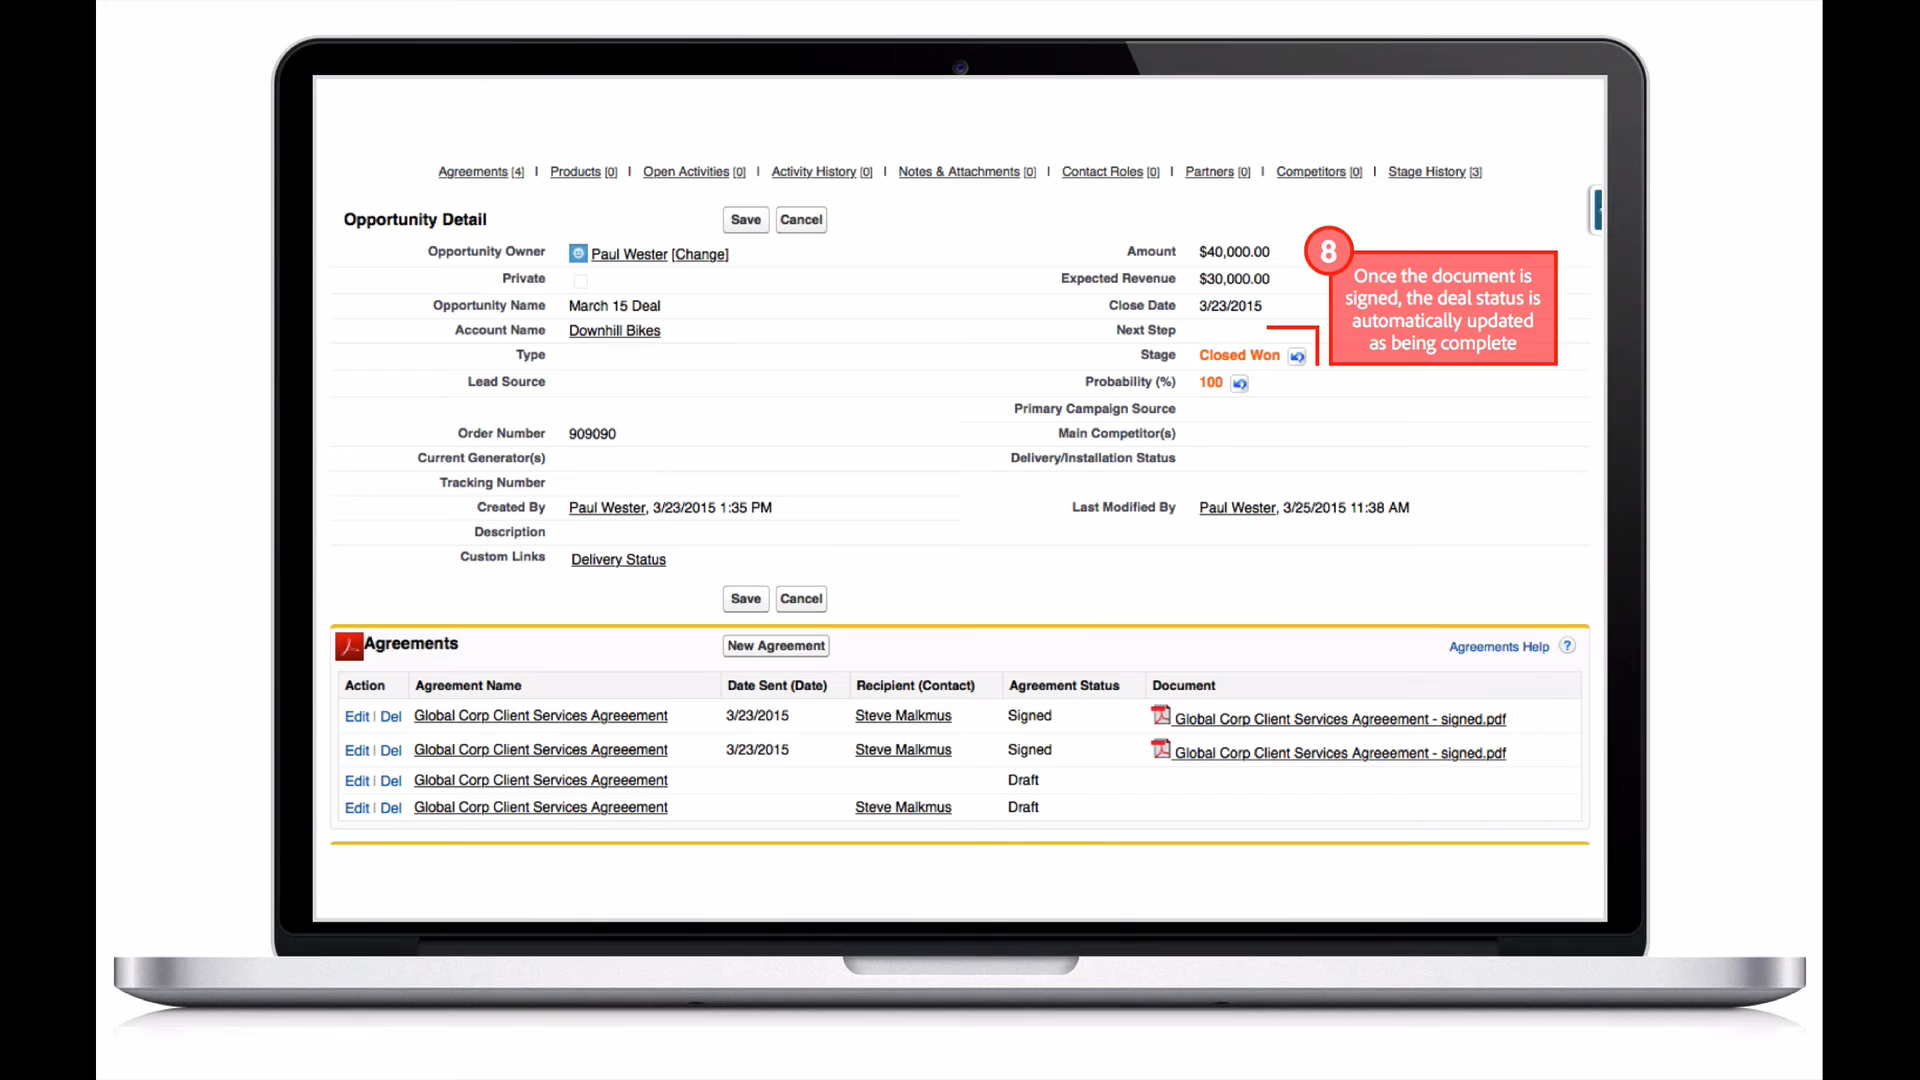 Agreements [4] | Products [0] | Open Activities [0] | Activity History [0] | Notes & Attachments [0] | Contact Roles [0] | Partners [0] | Competitors [0] | Stage History [3]
Opportunity Detail Save Cancel
Opportunity Owner Paul Wester [Change] Amount $40,000.00
Private Expected Revenue $30,000.00
Opportunity Name March 15 Deal Close Date 3/23/2015
Account Name Downhill Bikes Next Step
Type Stage Closed Won
Lead Source Probability (%) 100
8
Once the document is
signed, the deal status is
automatically updated
as being complete
Primary Campaign Source
Order Number 909090 Main Competitor(s)
Current Generator(s) Delivery/Installation Status
Tracking Number
Created By Paul Wester, 3/23/2015 1:35 PM Last Modified By Paul Wester, 3/25/2015 11:38 AM
Description
Custom Links Delivery Status
Save Cancel
Agreements New Agreement Agreements Help ?
Action Agreement Name Date Sent (Date) Recipient (Contact) Agreement Status Document
Edit | Del Global Corp Client Services Agreeement 3/23/2015 Steve Malkmus Signed Global Corp Client Services Agreeement - signed.pdf
Edit | Del Global Corp Client Services Agreeement 3/23/2015 Steve Malkmus Signed Global Corp Client Services Agreeement - signed.pdf
Edit | Del Global Corp Client Services Agreeement Draft
Edit | Del Global Corp Client Services Agreeement Steve Malkmus Draft